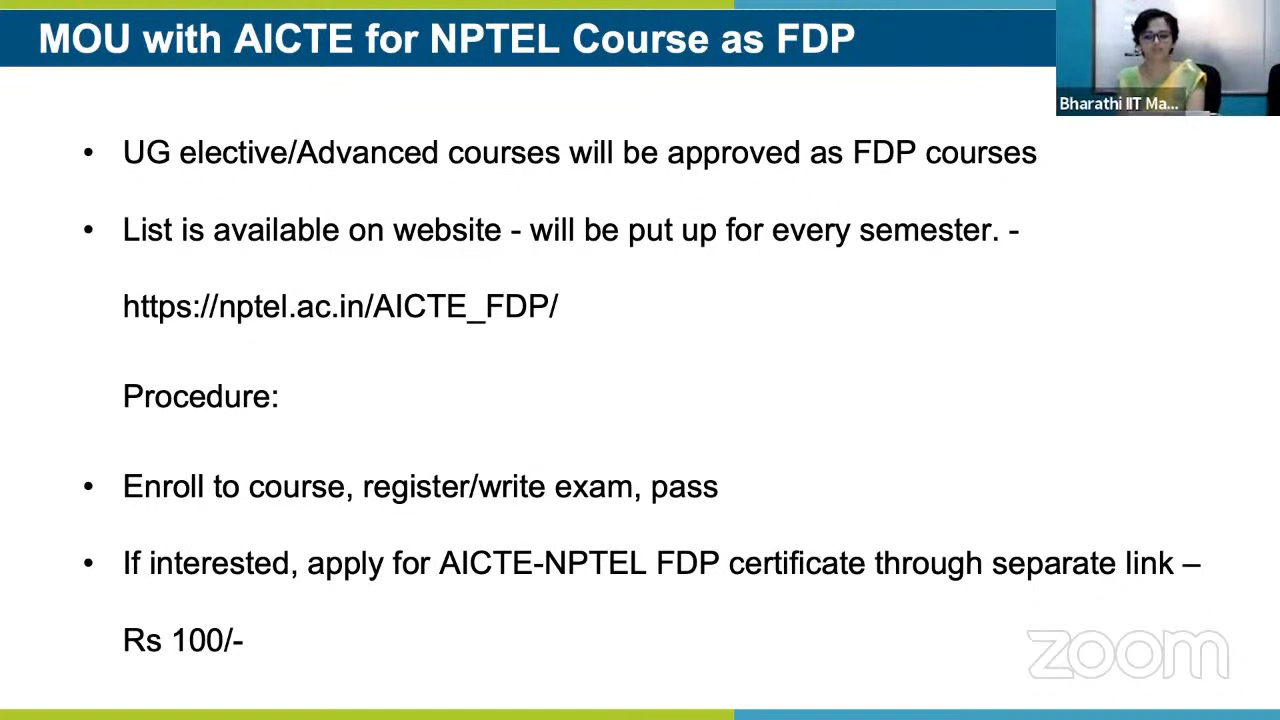 MOU with AICTE for NPTEL Course as FDP
Bharathi IIT Ma...
• UG elective/Advanced courses will be approved as FDP courses
• List is available on website - will be put up for every semester. -
https://nptel.ac.in/AICTE_FDP/
Procedure:
• Enroll to course, register/write exam, pass
• If interested, apply for AICTE-NPTEL FDP certificate through separate link –
Rs 100/-
zoom